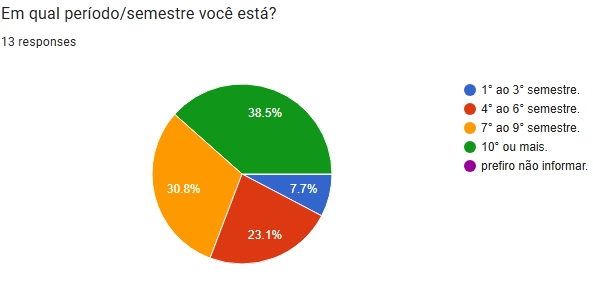 Em qual período/semestre você está?
13 responses
38.5%
30.8%
7.7%
23.1%
1° ao 3° semestre.
4° ao 6° semestre.
7° ao 9° semestre.
10° ou mais.
prefiro não informar.